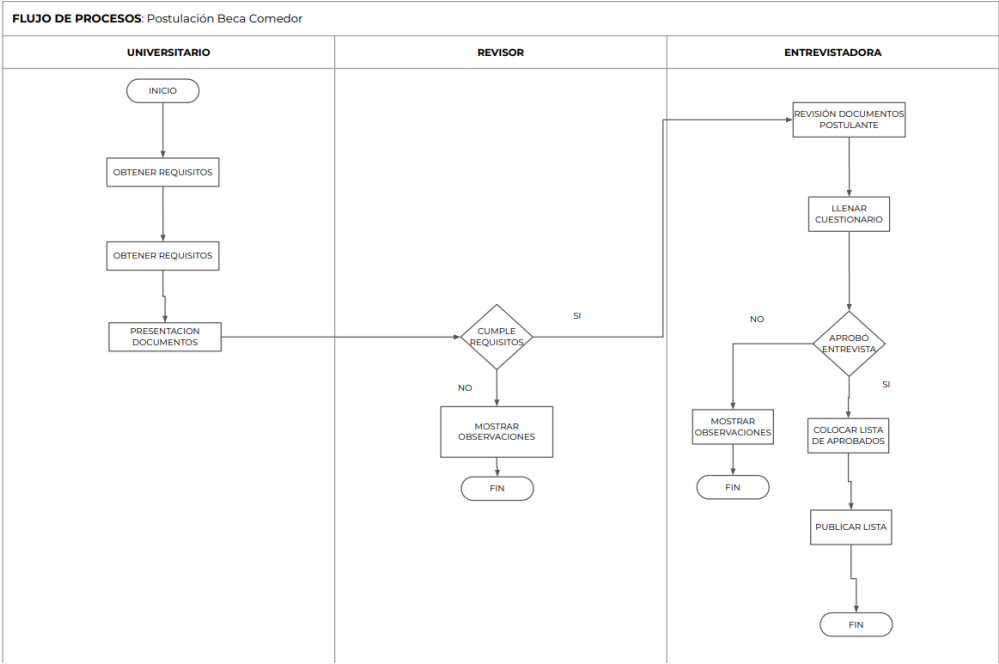 FLUJO DE PROCESOS: Postulación Beca Comedor
UNIVERSITARIO
REVISOR
ENTREVISTADORA
INICIO
OBTENER REQUISITOS
OBTENER REQUISITOS
PRESENTACION
DOCUMENTOS
CUMPLE
REQUISITOS
SI
NO
MOSTRAR
OBSERVACIONES
FIN
REVISIÓN DOCUMENTOS
POSTULANTE
LLENAR
CUESTIONARIO
APROBÓ
ENTREVISTA
NO
MOSTRAR
OBSERVACIONES
FIN
SI
COLOCAR LISTA
DE APROBADOS
PUBLICAR LISTA
FIN